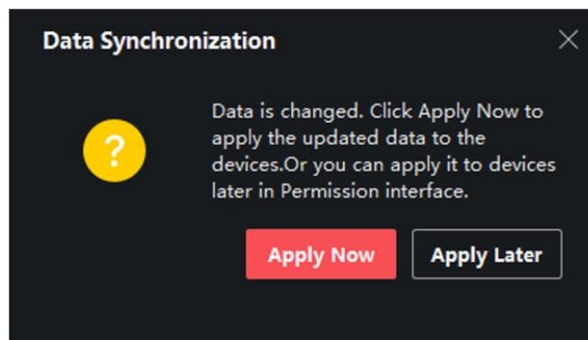 Data Synchronization
Data is changed. Click Apply Now to
apply the updated data to the
devices.Or you can apply it to devices
later in Permission interface.
Apply Now
Apply Later